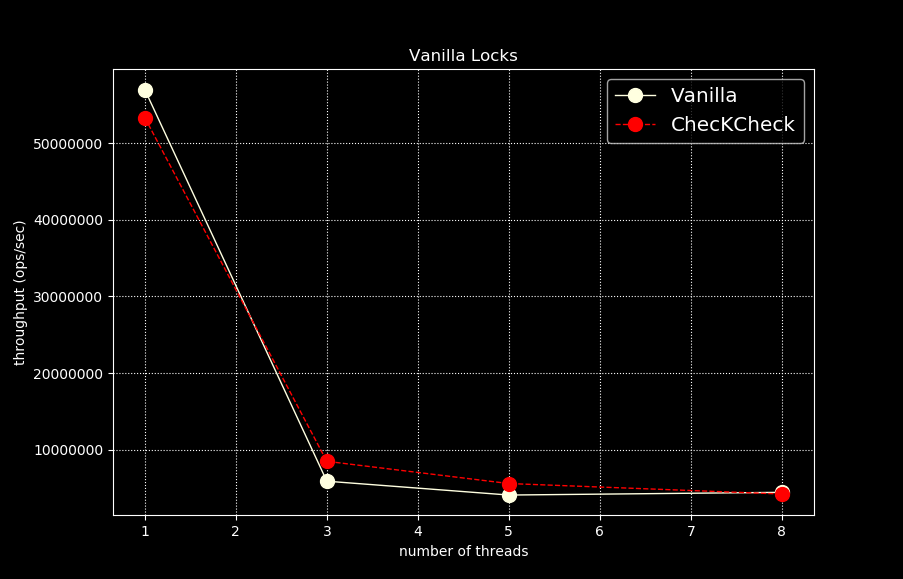 Vanilla Locks
Vanilla
ChecKCheck
throughput (ops/sec)
50000000
40000000
30000000
20000000
10000000
1 2 3 4 5 6 7 8
number of threads